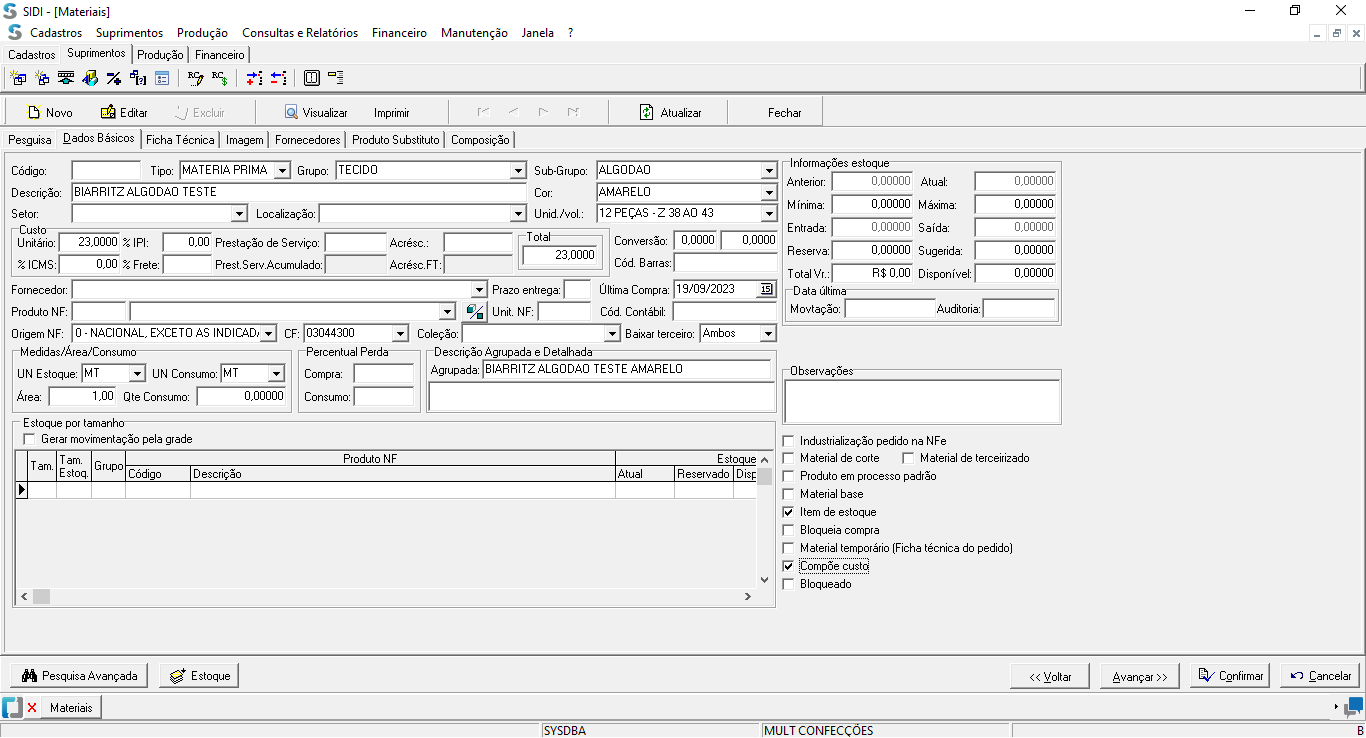 SIDI - [Materiais]
Cadastros Suprimentos Produção Consultas e Relatórios Financeiro Manutenção Janela ?
Cadastros Suprimentos Produção Financeiro
Novo Editar Excluir Visualizar Imprimir Atualizar Fechar
Pesquisa Dados Básicos Ficha Técnica Imagem Fornecedores Produto Substituto Composição
Código: Tipo: MATERIA PRIMA Grupo: TECIDO Sub-Grupo: ALGODAO
Descrição: BIARRITZ ALGODAO TESTE Cor: AMARELO
Setor: Localização: Unid./vol.: 12 PEÇAS - Z 38 AO 43
Custo
Unitário: 23,0000 % IPI: 0,00 Prestação de Serviço: Acrésc.: Total 23,0000 Conversão: 0,0000 0,0000
% ICMS: 0,00 % Frete: Prest.Serv.Acumulado: Acrésc.FT: Cód. Barras:
Fornecedor: Prazo entrega: Última Compra: 19/09/2023 15
Produto NF: Unit. NF: Cód. Contábil:
Origem NF: 0 - NACIONAL, EXCETO AS INDICADA CF: 03044300 Coleção: Baixar terceiro: Ambos
Medidas/Área/Consumo
UN Estoque: MT UN Consumo: MT
Área: 1,00 Qte Consumo: 0,00000
Percentual Perda
Compra:
Consumo:
Descrição Agrupada e Detalhada
Agrupada: BIARRITZ ALGODAO TESTE AMARELO
Estoque por tamanho
Gerar movimentação pela grade
Tam. Tam. Estoq. Grupo Produto NF Estoque
Código Descrição Atual Reservado Disp
Informações estoque
Anterior: 0,00000 Atual: 0,00000
Mínima: 0,00000 Máxima: 0,00000
Entrada: 0,00000 Saída: 0,00000
Reserva: 0,00000 Sugerida: 0,00000
Total Vr.: R$ 0,00 Disponível: 0,00000
Data última
Movtação: Auditoria:
Observações
Industrialização pedido na NFe
Material de corte Material de terceirizado
Produto em processo padrão
Material base
Item de estoque
Bloqueia compra
Material temporário (Ficha técnica do pedido)
Compõe custo
Bloqueado
Pesquisa Avançada Estoque << Voltar Avançar >> Confirmar Cancelar
Materiais
SYSDBA MULT CONFECÇÕES B